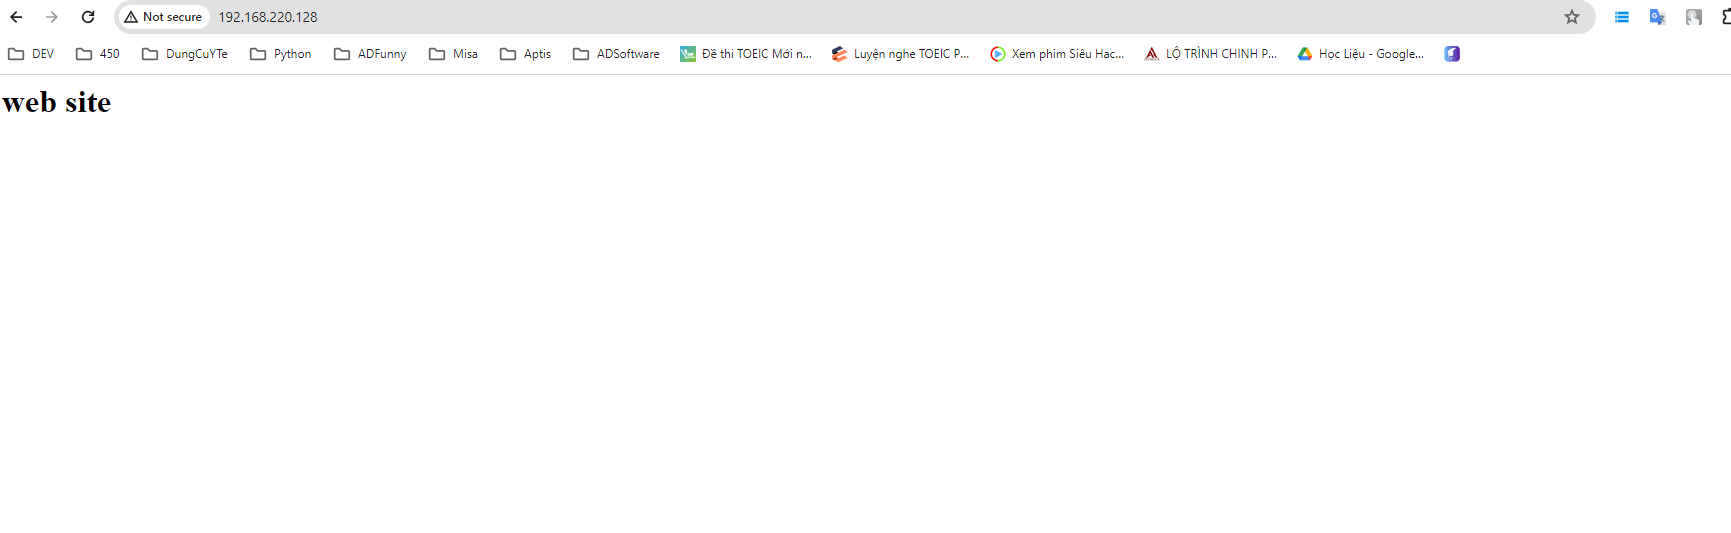 Not secure 192.168.220.128
DEV 450 DungCuYTe Python ADFunny Misa Aptis ADSoftware Đề thi TOEIC Mới n... Luyện nghe TOEIC P... Xem phim Siêu Hac... LỘ TRÌNH CHINH P... Học Liệu - Google...
web site